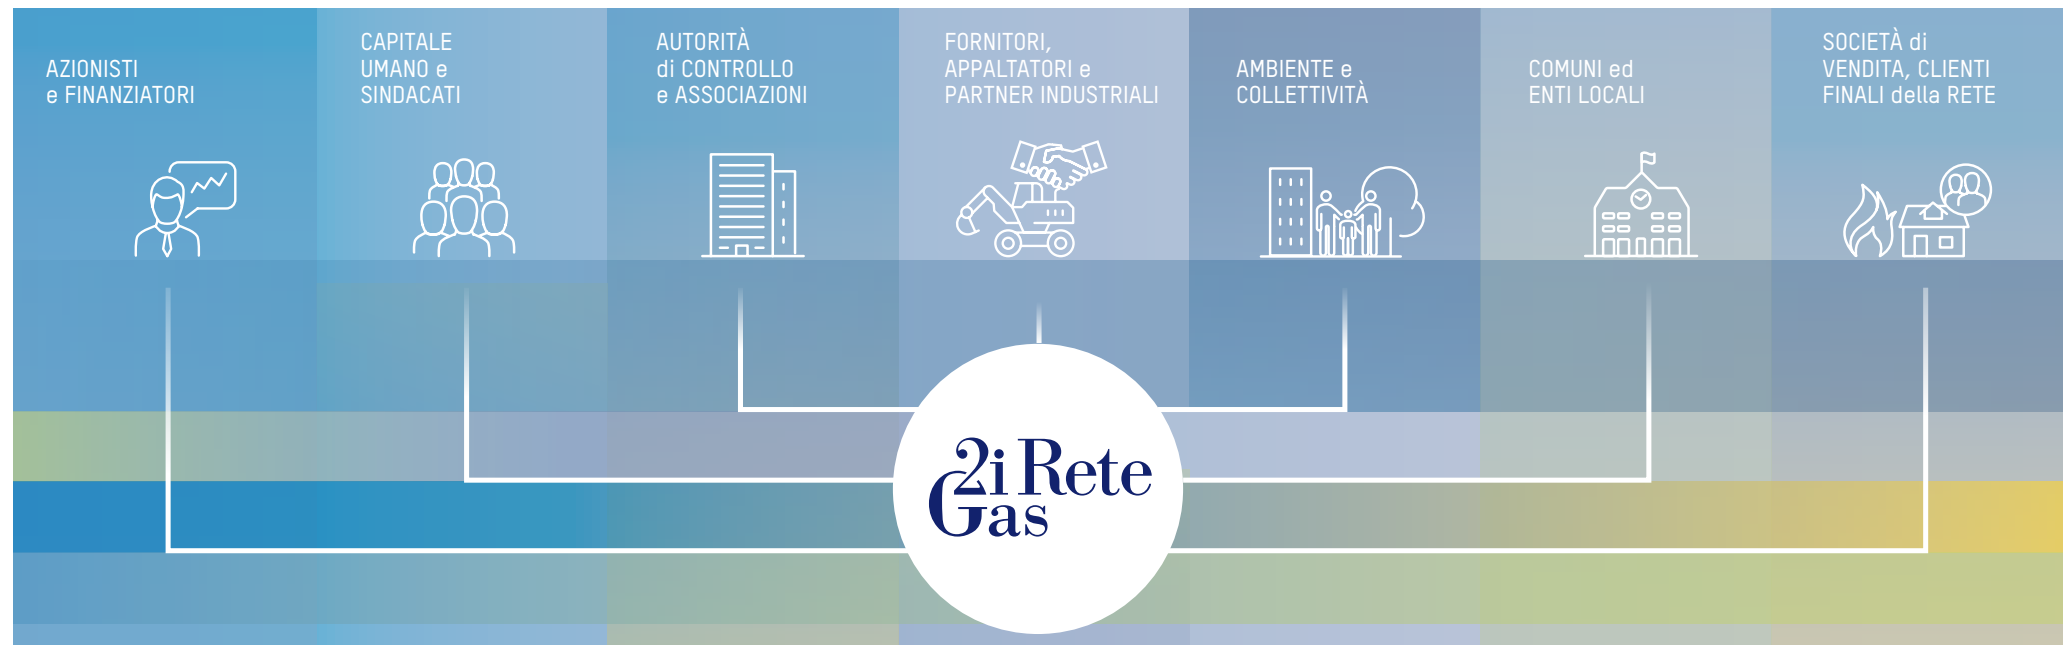 AZIONISTI
e FINANZIATORI
CAPITALE
UMANO e
SINDACATI
AUTORITÀ
di CONTROLLO
e ASSOCIAZIONI
FORNITORI,
APPALTATORI e
PARTNER INDUSTRIALI
AMBIENTE e
COLLETTIVITÀ
COMUNI ed
ENTI LOCALI
SOCIETÀ di
VENDITA, CLIENTI
FINALI della RETE
2i Rete
Gas